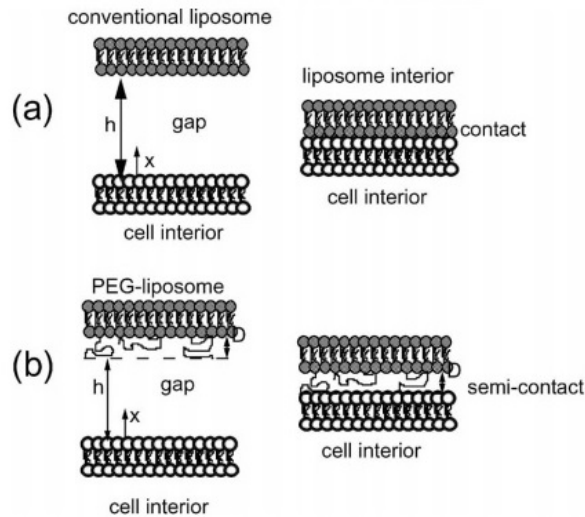 conventional liposome
(a)
h
gap
x
cell interior
liposome interior
contact
cell interior
PEG-liposome
(b)
h
gap
x
cell interior
semi-contact
cell interior